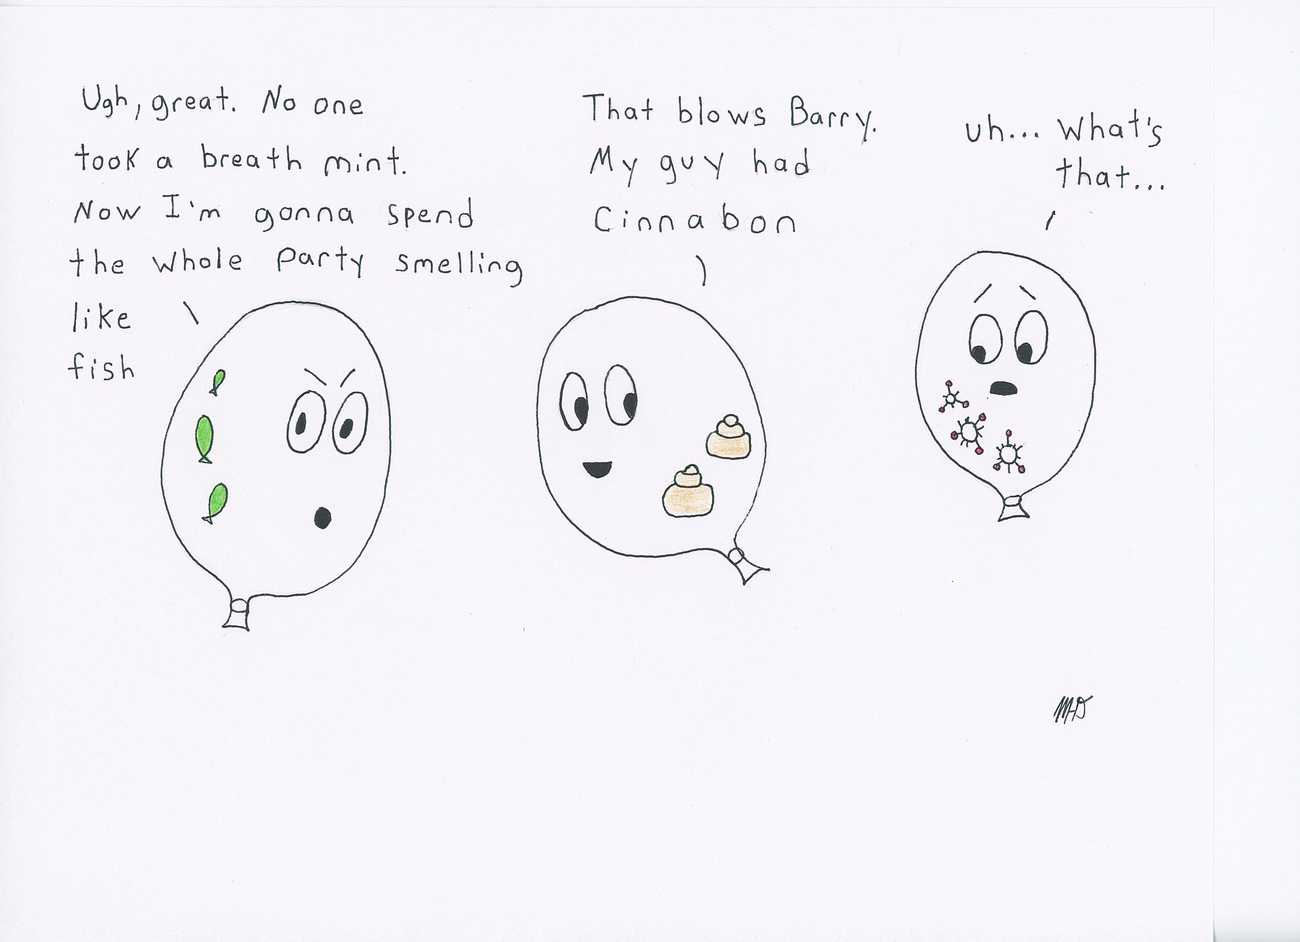 Ugh, great. No one
took a breath mint.
Now I'm gonna spend
the whole party smelling
like
fish
That blows Barry.
My guy had
Cinnabon
uh... What's
that...